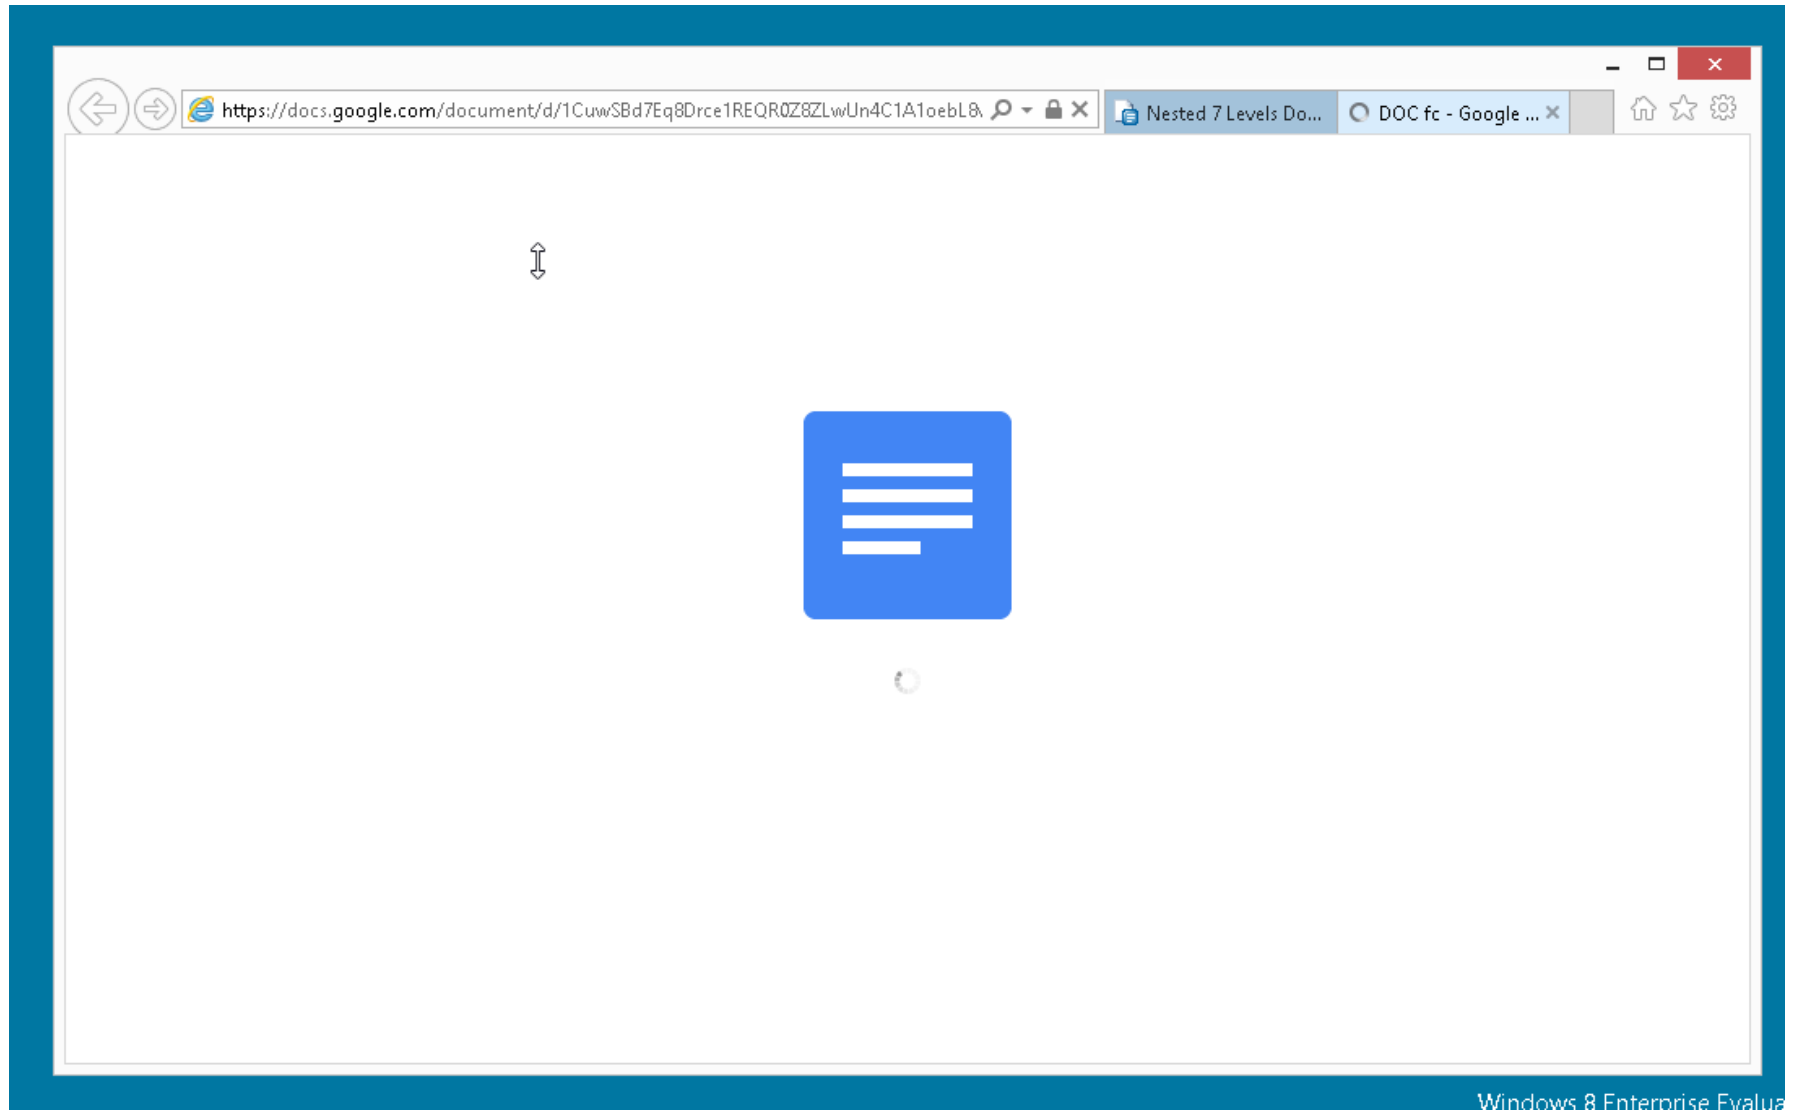 https://docs.google.com/document/d/1CuwSBd7Eq8Drce1REQR0Z8ZLwUn4C1A1oebL8
Nested 7 Levels Do...
DOC fc - Google ...
Windows 8 Enterprise Evalua